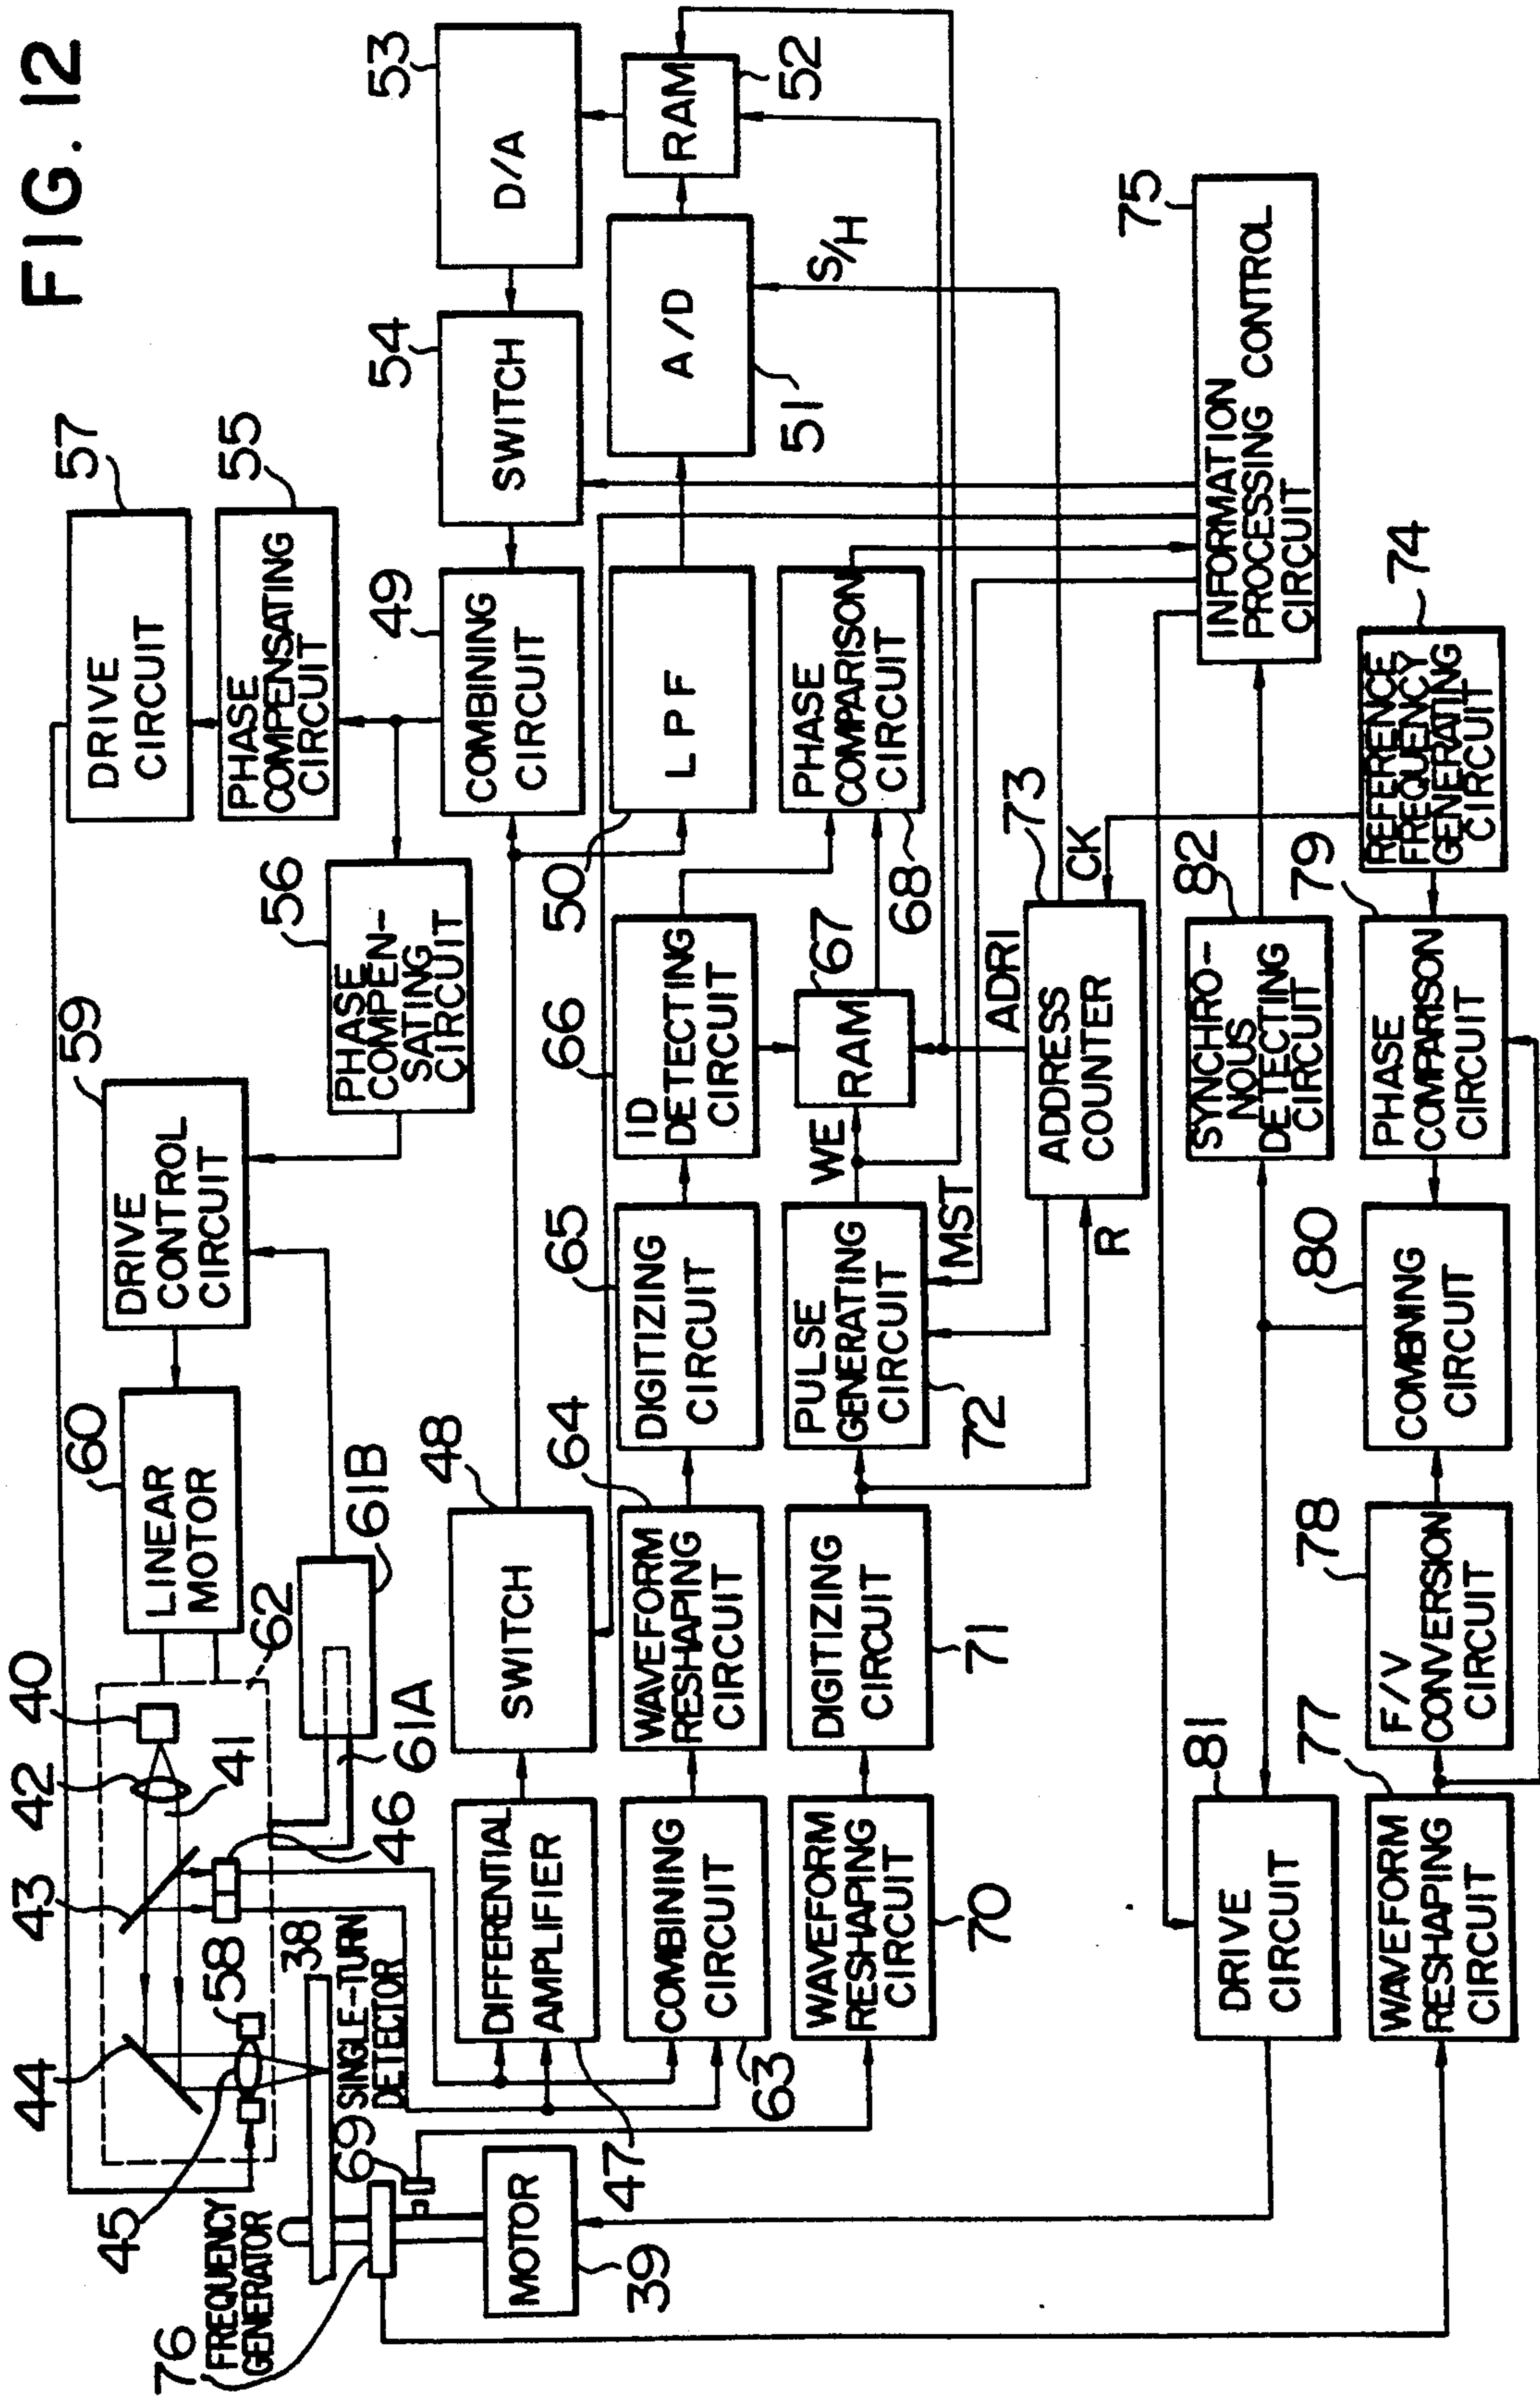 FIG. 12
57
DRIVE
CIRCUIT
55
PHASE
COMPENSATING
CIRCUIT
53
D/A
54
SWITCH
49
COMBINING
CIRCUIT
52
RAM
A/D
51
S/H
LPF
50
56
PHASE
COMPEN-
SATING
CIRCUIT
59
DRIVE
CONTROL
CIRCUIT
60
LINEAR
MOTOR
62
61B
61A
40
42
41
43
46
44
58
45
38
SINGLE-TURN
DETECTOR
69
76
FREQUENCY
GENERATOR
MOTOR
39
48
SWITCH
DIFFERENTIAL
AMPLIFIER
47
COMBINING
CIRCUIT
63
64
WAVEFORM
RESHAPING
CIRCUIT
65
DIGITIZING
CIRCUIT
66
ID
DETECTING
CIRCUIT
67
RAM
WE
PHASE
COMPARISON
CIRCUIT
68
WAVEFORM
RESHAPING
CIRCUIT
70
DIGITIZING
CIRCUIT
71
PULSE
GENERATING
CIRCUIT
72
MST
R
ADDRESS
COUNTER
73
ADR1
CK
75
INFORMATION
PROCESSING CONTROL
CIRCUIT
74
REFERENCE
FREQUENCY
GENERATING
CIRCUIT
82
SYNCHRO-
NOUS
DETECTING
CIRCUIT
79
PHASE
COMPARISON
CIRCUIT
80
COMBINING
CIRCUIT
78
F/V
CONVERSION
CIRCUIT
77
WAVEFORM
RESHAPING
CIRCUIT
81
DRIVE
CIRCUIT